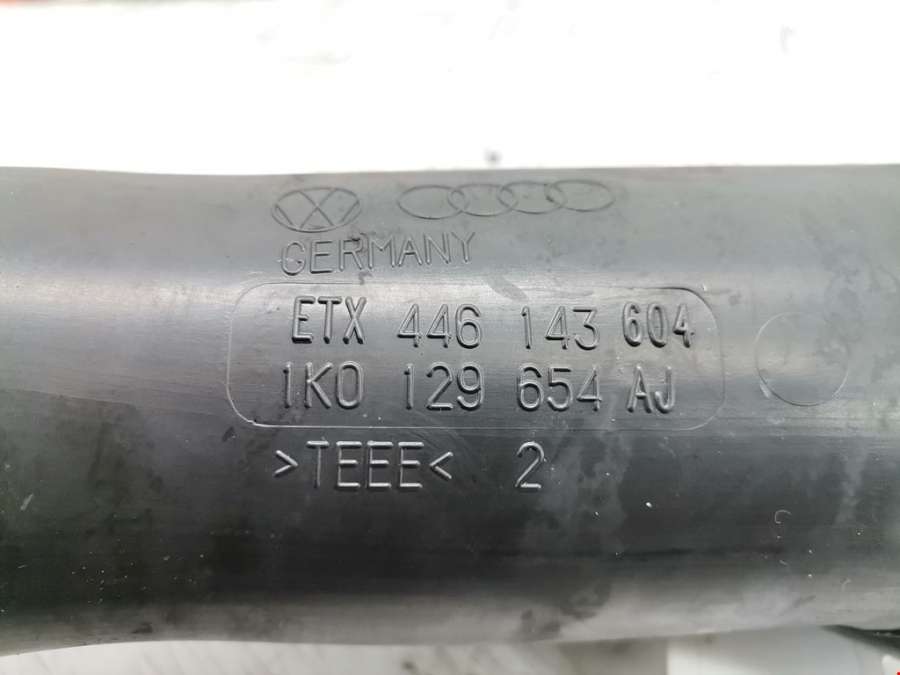 GERMANY
ETX 446 143 604
1K0 129 654 AJ
>TEEE< 2